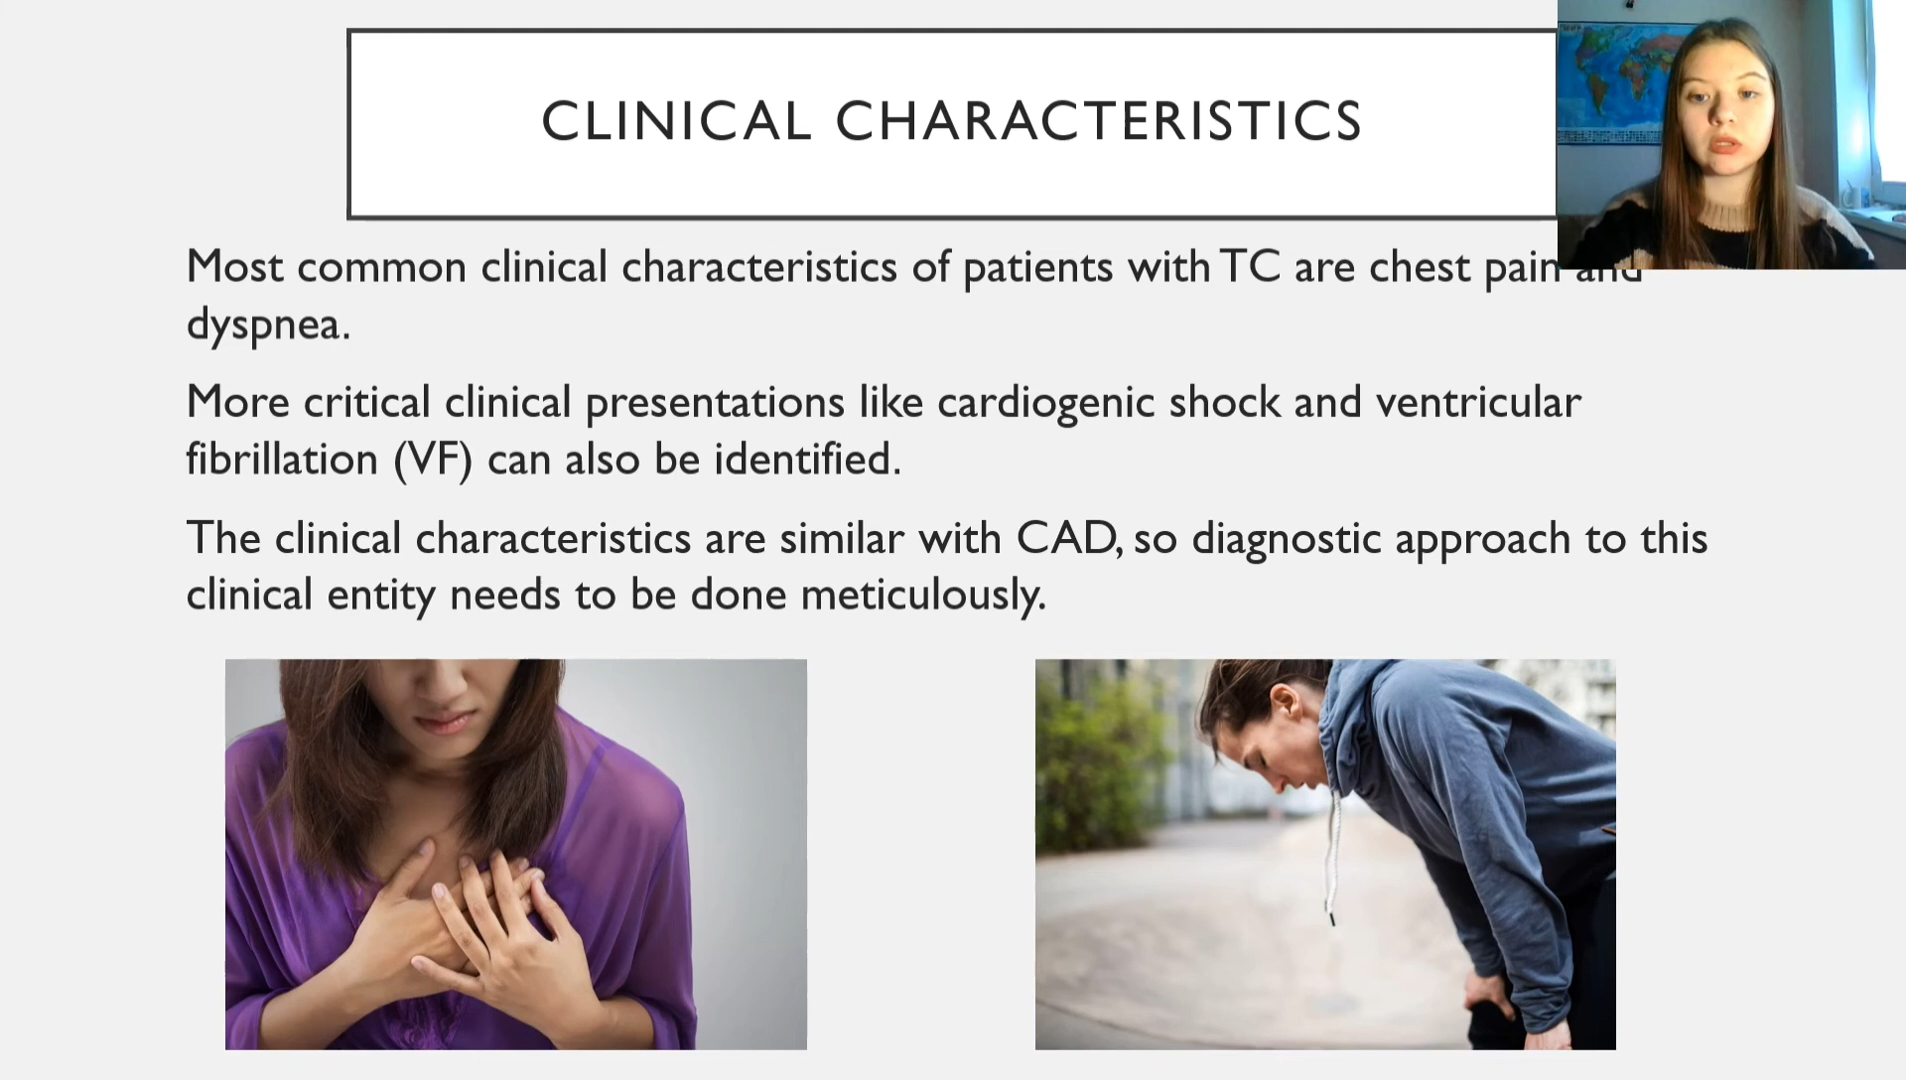 CLINICAL CHARACTERISTICS
Most common clinical characteristics of patients with TC are chest pain and
dyspnea.
More critical clinical presentations like cardiogenic shock and ventricular
fibrillation (VF) can also be identified.
The clinical characteristics are similar with CAD, so diagnostic approach to this
clinical entity needs to be done meticulously.